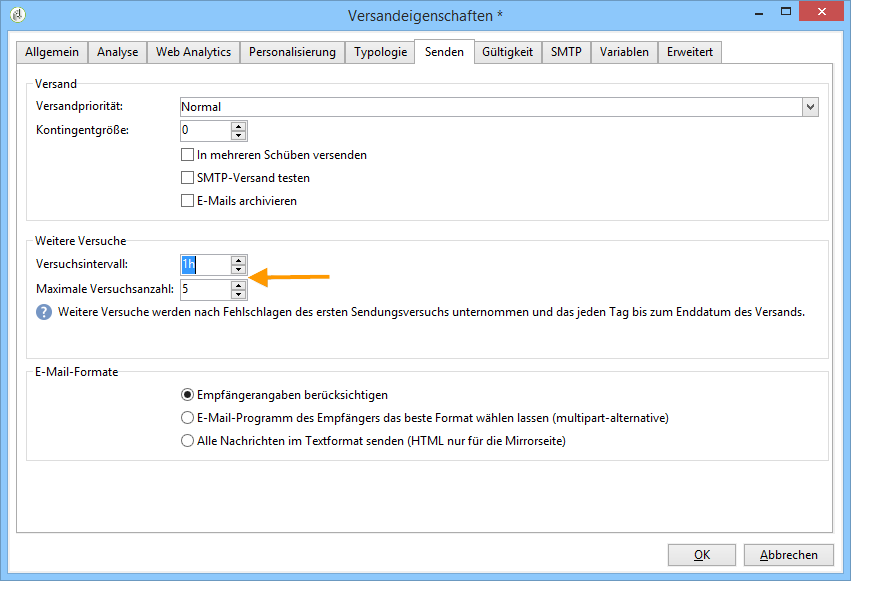 Versandeigenschaften *
Allgemein Analyse Web Analytics Personalisierung Typologie Senden Gültigkeit SMTP Variablen Erweitert
Versand
Versandpriorität: Normal
Kontingentgröße: 0
In mehreren Schüben versenden
SMTP-Versand testen
E-Mails archivieren
Weitere Versuche
Versuchsintervall: 1h
Maximale Versuchsanzahl: 5
? Weitere Versuche werden nach Fehlschlagen des ersten Sendungsversuchs unternommen und das jeden Tag bis zum Enddatum des Versands.
E-Mail-Formate
Empfängerangaben berücksichtigen
E-Mail-Programm des Empfängers das beste Format wählen lassen (multipart-alternative)
Alle Nachrichten im Textformat senden (HTML nur für die Mirrorseite)
OK Abbrechen